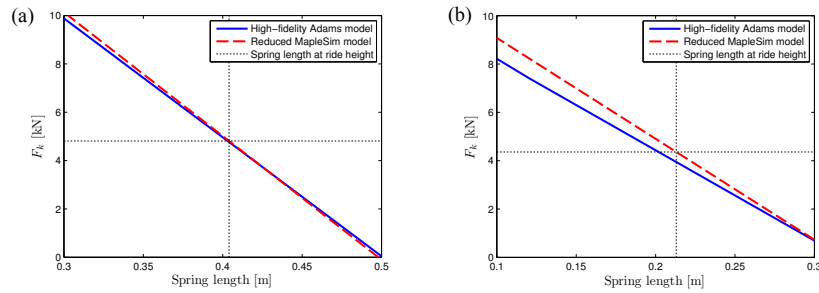 (a)
10
8
6
4
2
0
F_k [kN]
High-fidelity Adams model
Reduced MapleSim model
Spring length at ride height
0.3 0.35 0.4 0.45 0.5
Spring length [m]
(b)
10
8
6
4
2
0
F_k [kN]
High-fidelity Adams model
Reduced MapleSim model
Spring length at ride height
0.1 0.15 0.2 0.25 0.3
Spring length [m]